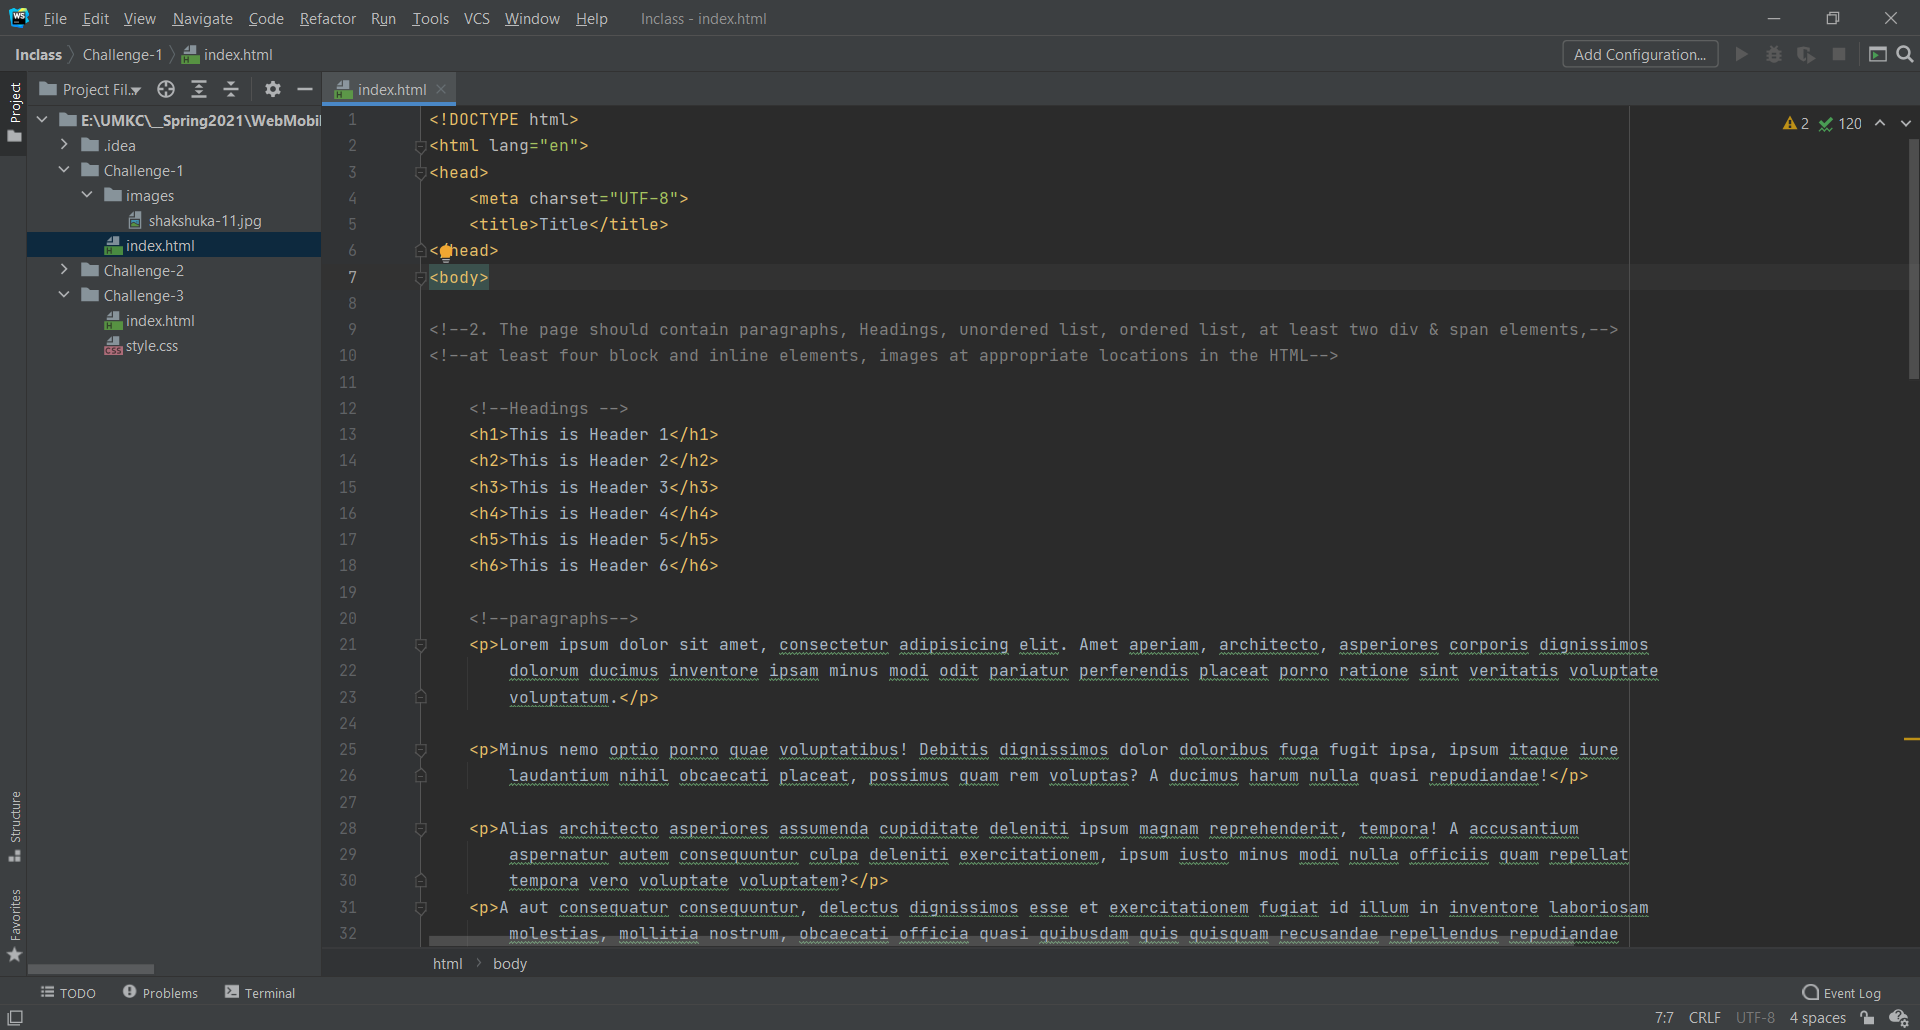 WS
File Edit View Navigate Code Refactor Run Tools VCS Window Help Inclass - index.html
Inclass Challenge-1 index.html Add Configuration...
Project Project Fil.. index.html
E:\UMKC\__Spring2021\WebMobil
.idea
Challenge-1
images
shakshuka-11.jpg
index.html
Challenge-2
Challenge-3
index.html
style.css
2 120
1 <!DOCTYPE html>
2 <html lang="en">
3 <head>
4 <meta charset="UTF-8">
5 <title>Title</title>
6 < head>
7 <body>
8
9 <!--2. The page should contain paragraphs, Headings, unordered list, ordered list, at least two div & span elements,-->
10 <!--at least four block and inline elements, images at appropriate locations in the HTML-->
11
12 <!--Headings -->
13 <h1>This is Header 1</h1>
14 <h2>This is Header 2</h2>
15 <h3>This is Header 3</h3>
16 <h4>This is Header 4</h4>
17 <h5>This is Header 5</h5>
18 <h6>This is Header 6</h6>
19
20 <!--paragraphs-->
21 <p>Lorem ipsum dolor sit amet, consectetur adipisicing elit. Amet aperiam, architecto, asperiores corporis dignissimos
22 dolorum ducimus inventore ipsam minus modi odit pariatur perferendis placeat porro ratione sint veritatis voluptate
23 voluptatum.</p>
24
25 <p>Minus nemo optio porro quae voluptatibus! Debitis dignissimos dolor doloribus fuga fugit ipsa, ipsum itaque iure
26 laudantium nihil obcaecati placeat, possimus quam rem voluptas? A ducimus harum nulla quasi repudiandae!</p>
27
28 <p>Alias architecto asperiores assumenda cupiditate deleniti ipsum magnam reprehenderit, tempora! A accusantium
29 aspernatur autem consequuntur culpa deleniti exercitationem, ipsum iusto minus modi nulla officiis quam repellat
30 tempora vero voluptate voluptatem?</p>
31 <p>A aut consequatur consequuntur, delectus dignissimos esse et exercitationem fugiat id illum in inventore laboriosam
32 molestias, mollitia nostrum, obcaecati officia quasi quibusdam quis quisquam recusandae repellendus repudiandae
Structure
Favorites
html body
TODO Problems Terminal Event Log
7:7 CRLF UTF-8 4 spaces